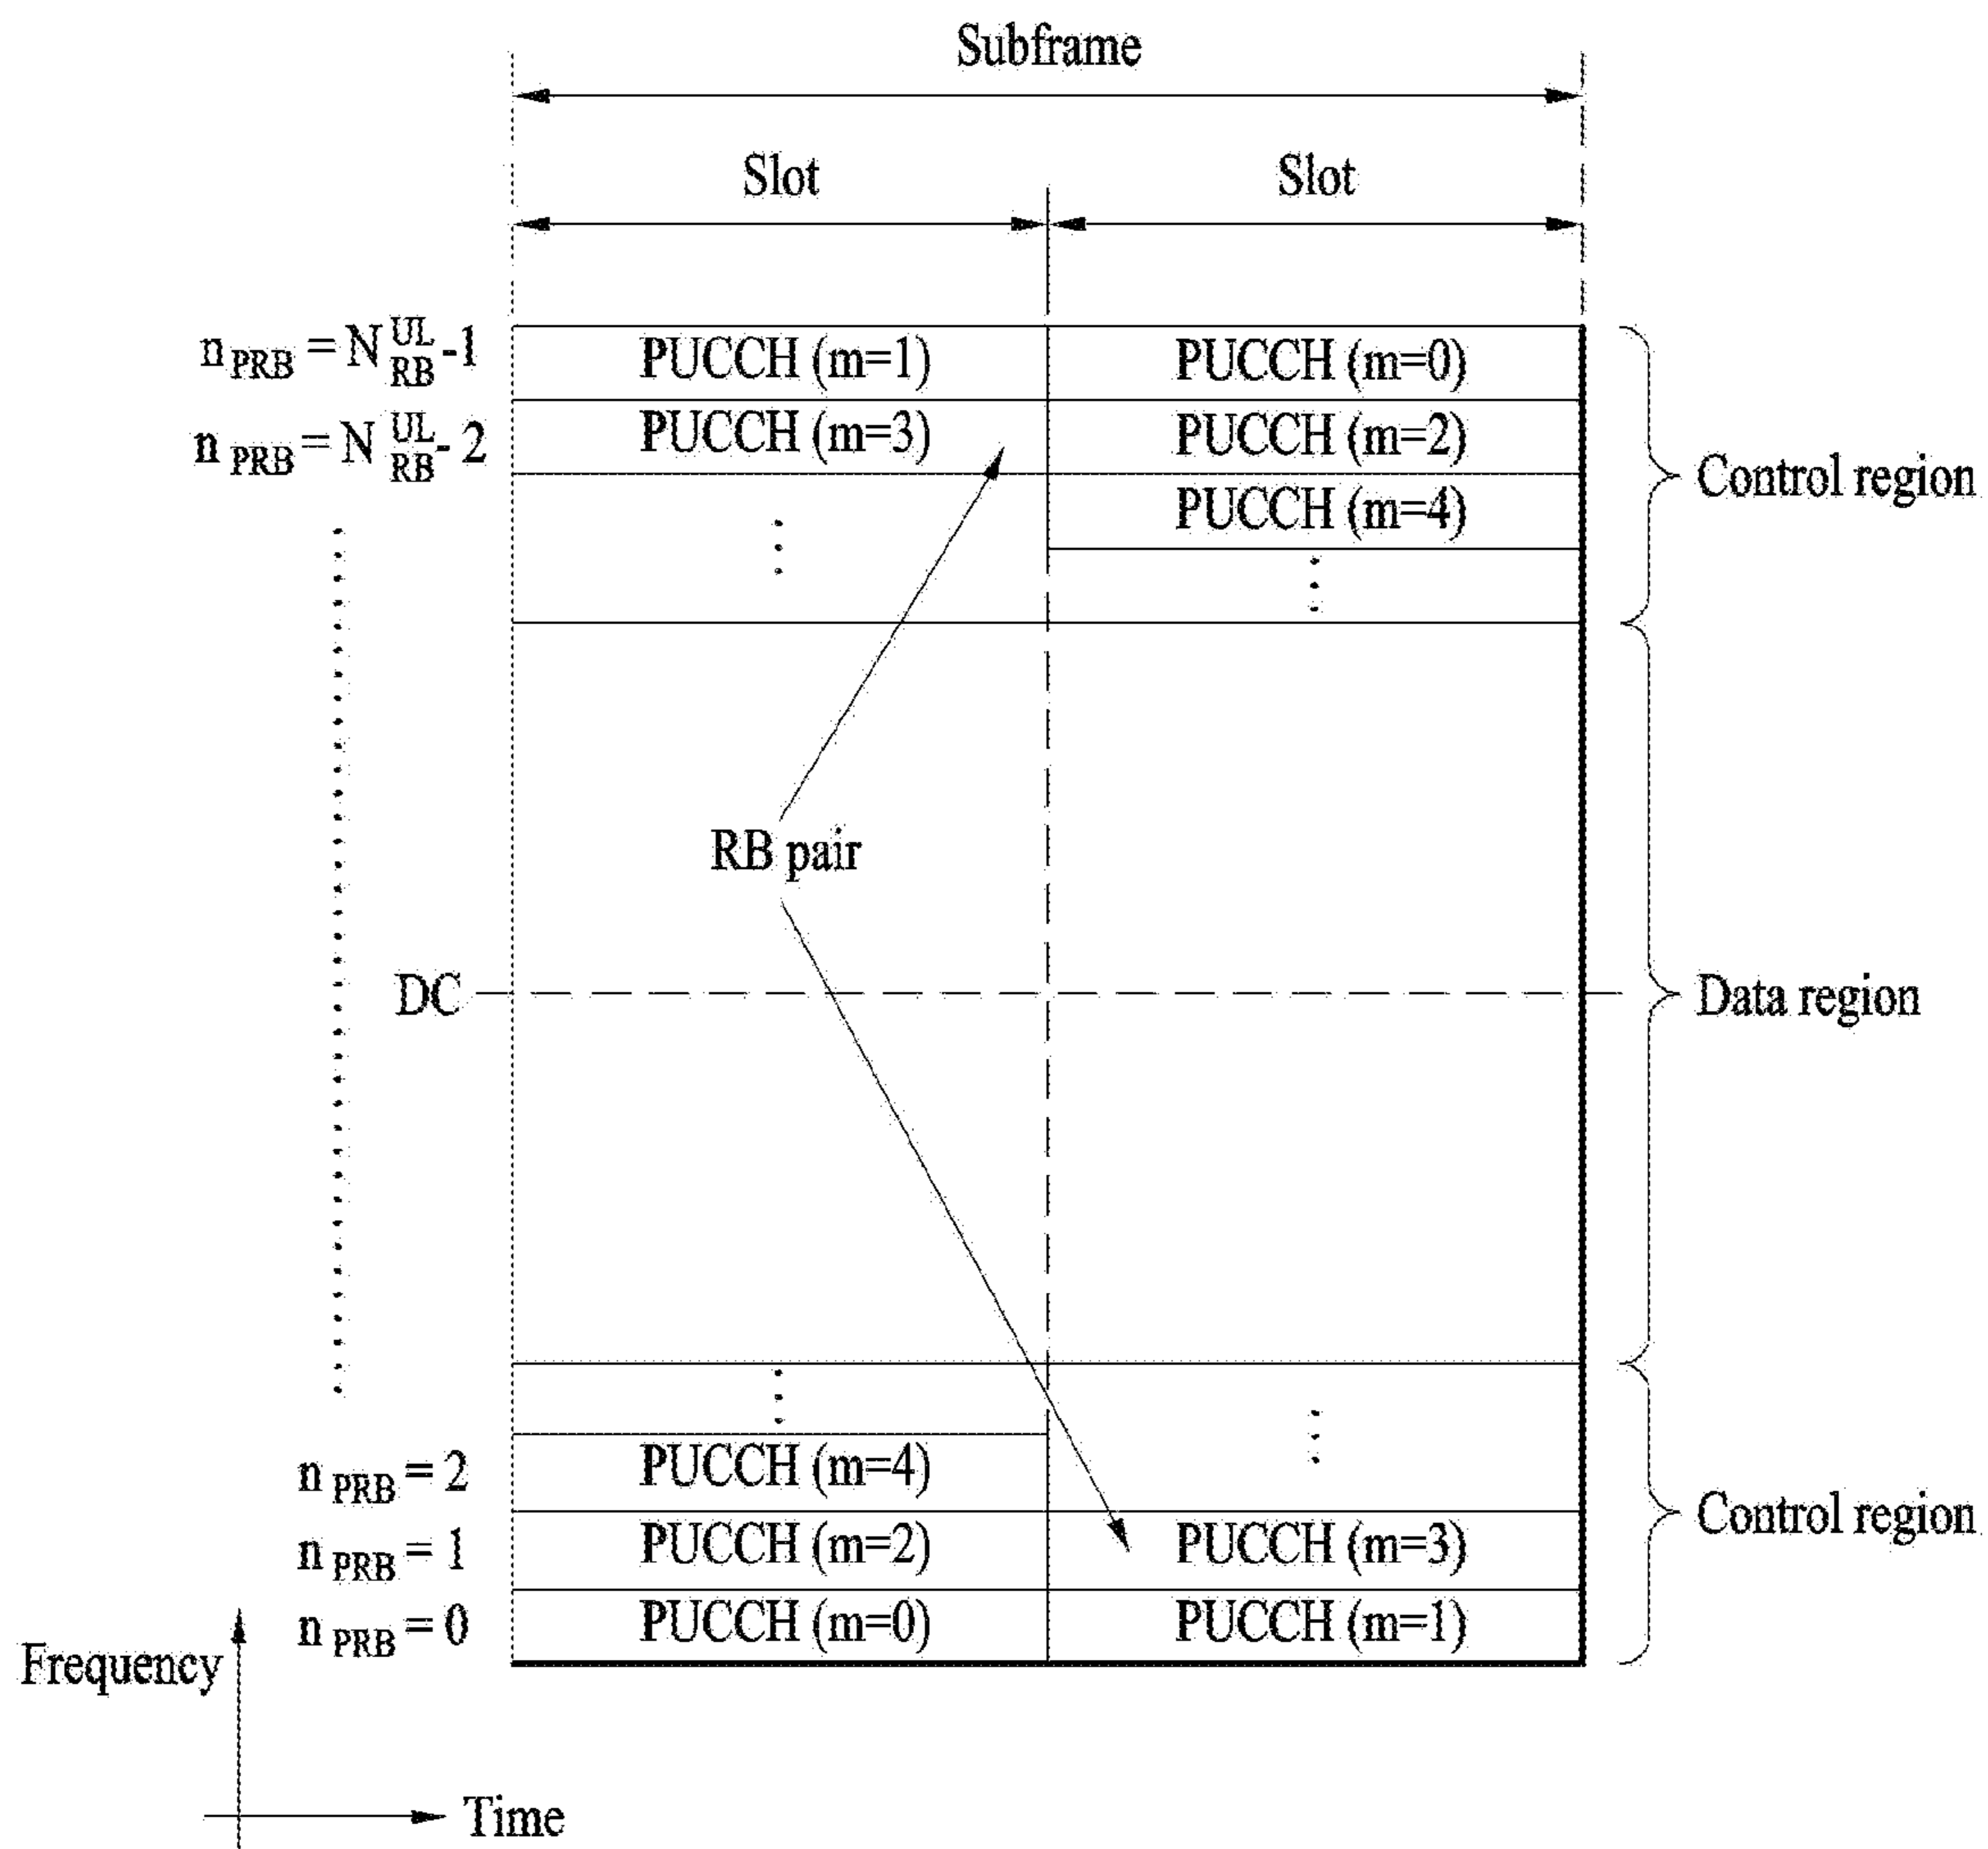 Subframe
Slot Slot
n PRB = N UL RB -1 PUCCH (m=1) PUCCH (m=0)
n PRB = N UL RB - 2 PUCCH (m=3) PUCCH (m=2)
PUCCH (m=4)
Control region
RB pair
DC
Data region
n PRB = 2 PUCCH (m=4)
Control region
n PRB = 1 PUCCH (m=2) PUCCH (m=3)
n PRB = 0 PUCCH (m=0) PUCCH (m=1)
Frequency
Time